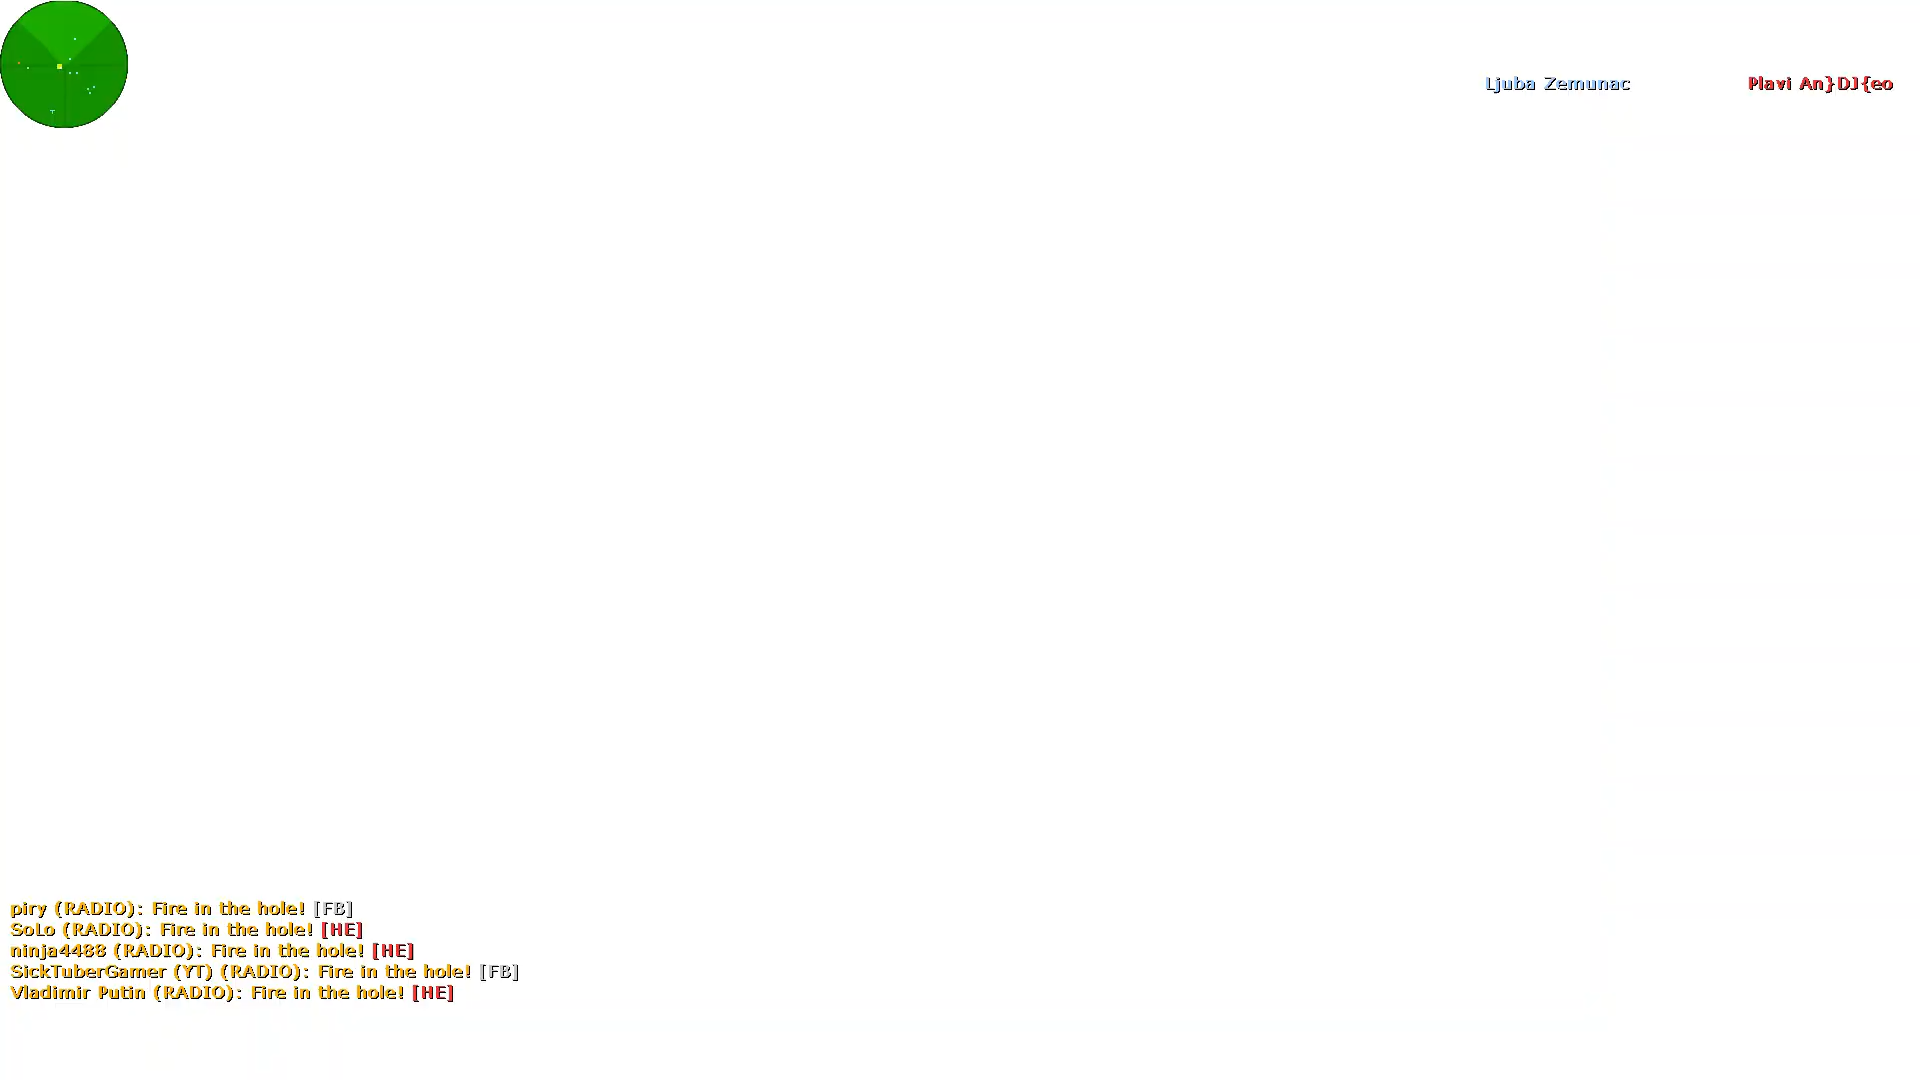 Ljuba Zemunac Plavi An}DJ{eo
piry (RADIO): Fire in the hole! [FB]
SoLo (RADIO): Fire in the hole! [HE]
ninja4488 (RADIO): Fire in the hole! [HE]
SickTuberGamer (YT) (RADIO): Fire in the hole! [FB]
Vladimir Putin (RADIO): Fire in the hole! [HE]